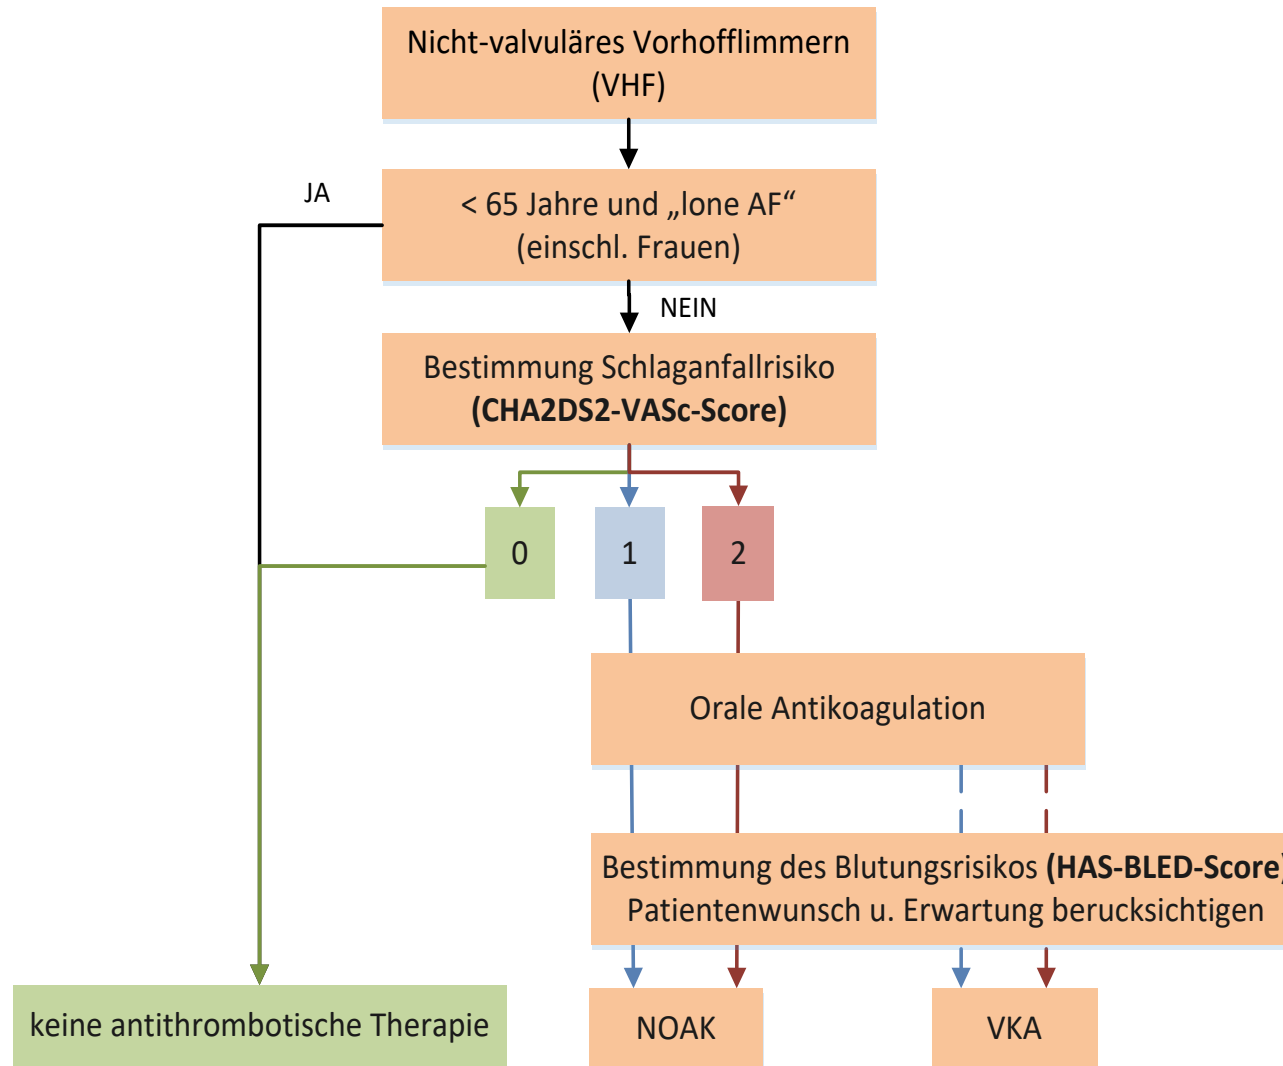 Nicht-valvuläres Vorhofflimmern
(VHF)
JA
< 65 Jahre und „lone AF“
(einschl. Frauen)
NEIN
Bestimmung Schlaganfallrisiko
(CHA2DS2-VASc-Score)
0
1
2
Orale Antikoagulation
Bestimmung des Blutungsrisikos (HAS-BLED-Score)
Patientenwunsch u. Erwartung berucksichtigen
keine antithrombotische Therapie
NOAK
VKA